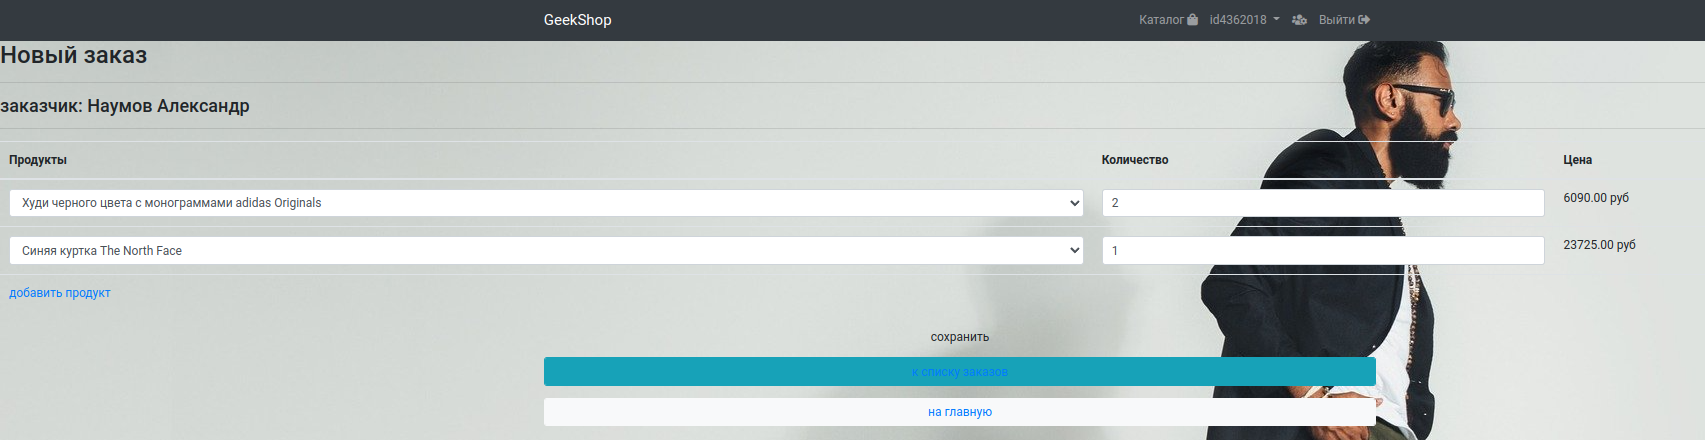 GeekShop Каталог id4362018 Выйти
Новый заказ
заказчик: Наумов Александр
Продукты Количество Цена
Худи черного цвета с монограммами adidas Originals 2 6090.00 руб
Синяя куртка The North Face 1 23725.00 руб
добавить продукт
сохранить
к списку заказов
на главную